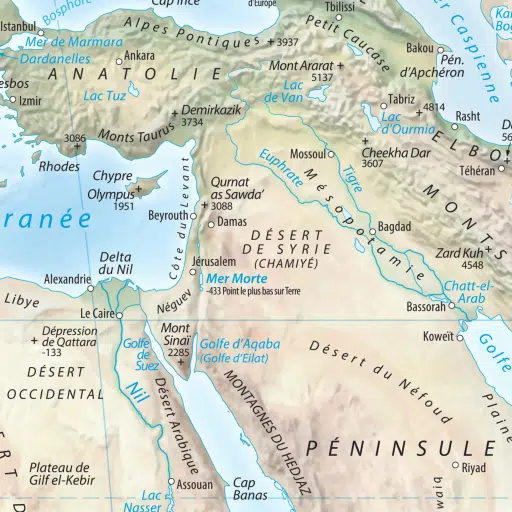 Bosphore
Istanbul
Mer de Marmara
Dardanelles
Cap Ince
d'Europe
Tbilissi
Petit Caucase
Alpes Pontiques
3937
Ankara
ANATOLIE
Lac Tuz
Izmir
Mont Ararat
5137
Lac
de Van
Bakou
Pén.
d'Apchéron
Caspienne
Tabriz
4814
Rasht
Lac
d'Ourmia
Demirkazik
3734
Monts Taurus
3086
Rhodes
Cheekha Dar
3607
ELBO
Téhéran
Mossoul
Euphrate
Tigre
Mésopotamie
MONTS
Chypre
Olympus
1951
Qurnat
as Sawda'
3088
Beyrouth
Damas
Côte du Levant
DÉSERT
DE SYRIE
(CHAMIYÉ)
Bagdad
Zard Kuh
4548
ranée
Delta
du Nil
Alexandrie
Jérusalem
Mer Morte
-433 Point le plus bas sur Terre
Néguev
Chatt-el-
Arab
Bassorah
Koweït
Golfe
Libye
Le Caire
Dépression
de Qattara
-133
Golfe
de
Suez
Mont
Sinaï
2285
Golfe d'Aqaba
(Golfe d'Eilat)
DÉSERT
OCCIDENTAL
Nil
Désert Arabique
MONTAGNES DU HEDJAZ
Désert du Néfoud
Plaine
PÉNINSULE
Riyad
Plateau de
Gilf el-Kebir
Assouan
Lac
Nasser
Cap
Banas